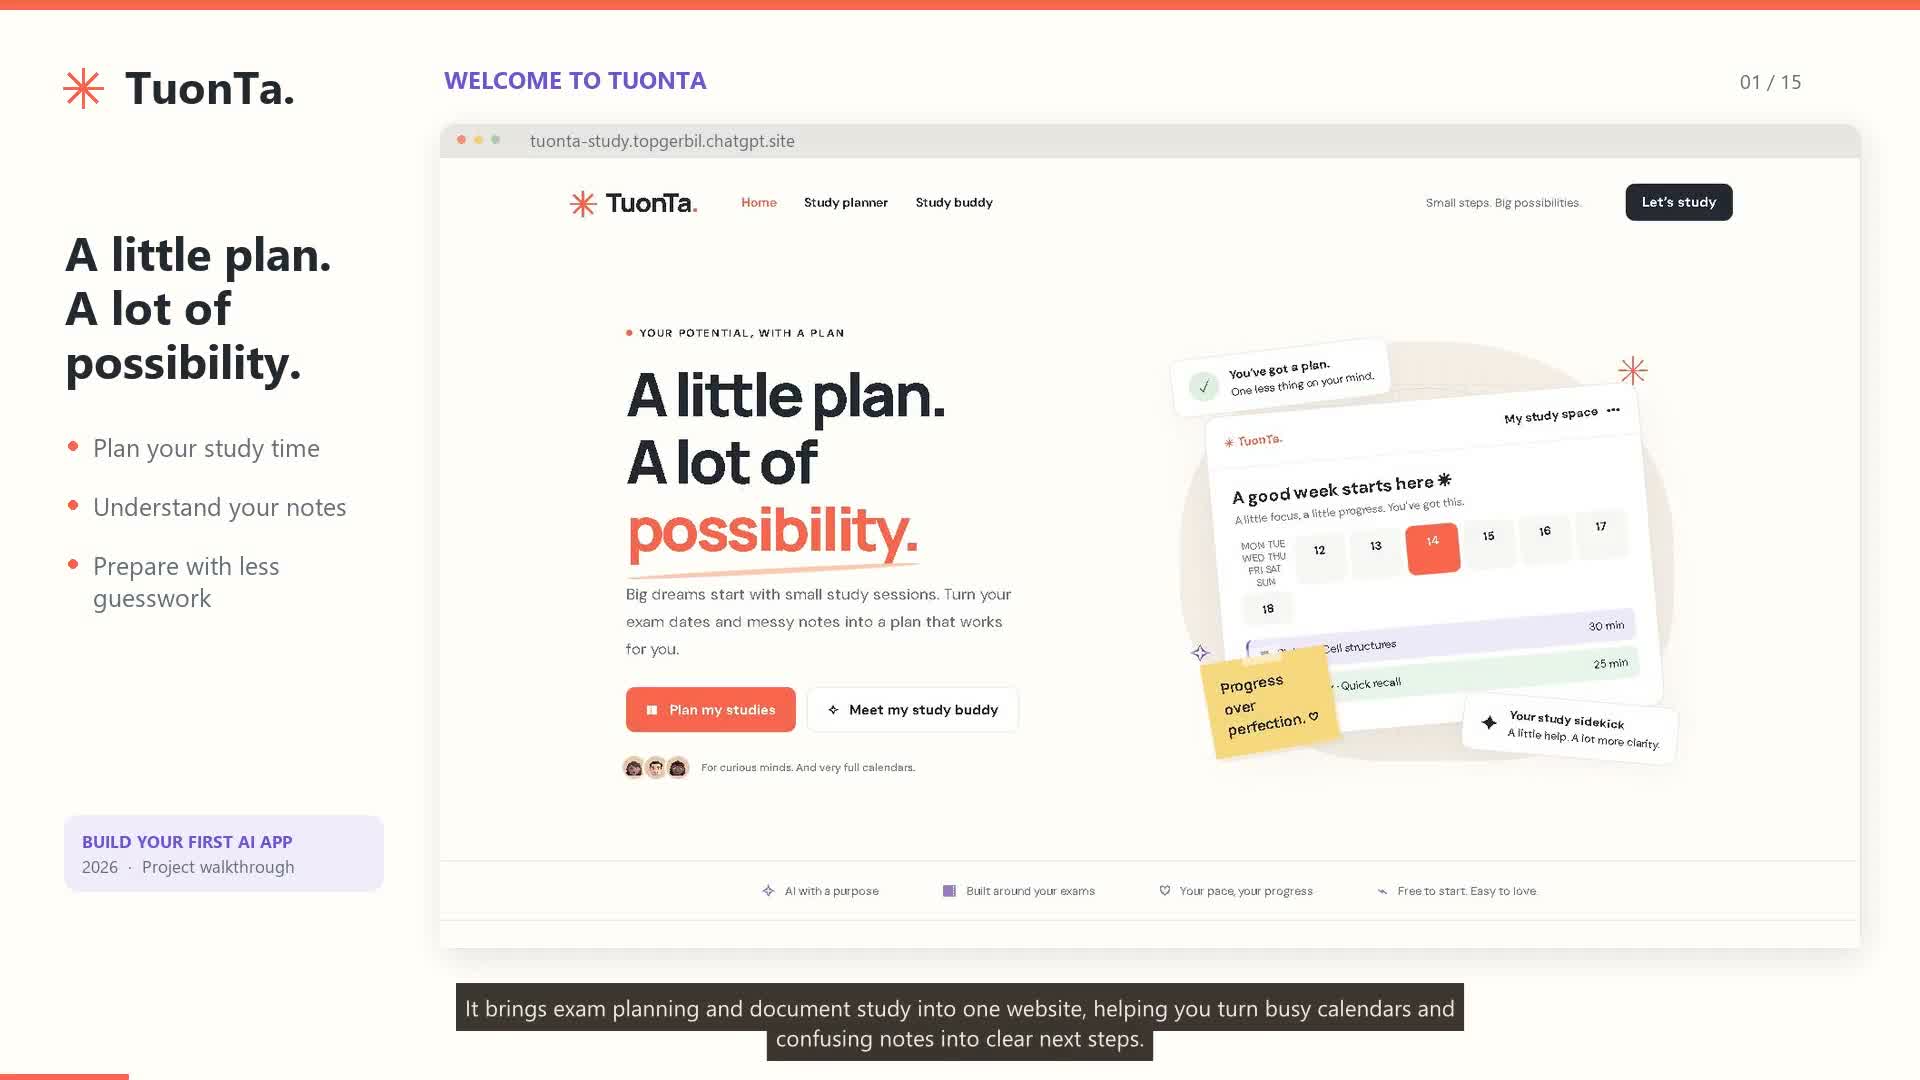 TuonTa.
WELCOME TO TUONTA
01 / 15
A little plan.
A lot of
possibility.
Plan your study time
Understand your notes
Prepare with less
guesswork
BUILD YOUR FIRST AI APP
2026 · Project walkthrough
tuonta-study.topgerbil.chatgpt.site
TuonTa.
Home
Study planner
Study buddy
Small steps. Big possibilities.
Let's study
YOUR POTENTIAL, WITH A PLAN
A little plan.
A lot of
possibility.
Big dreams start with small study sessions. Turn your
exam dates and messy notes into a plan that works
for you.
Plan my studies
Meet my study buddy
For curious minds. And very full calendars.
You've got a plan.
One less thing on your mind.
TuonTa.
My study space
A good week starts here
A little focus, a little progress. You've got this.
MON TUE
WED THU
FRI SAT
SUN
12
13
14
15
16
17
18
Cell structures
30 min
· Quick recall
25 min
Progress
over
perfection. ♡
Your study sidekick
A little help. A lot more clarity.
AI with a purpose
Built around your exams
Your pace, your progress
Free to start. Easy to love.
It brings exam planning and document study into one website, helping you turn busy calendars and
confusing notes into clear next steps.